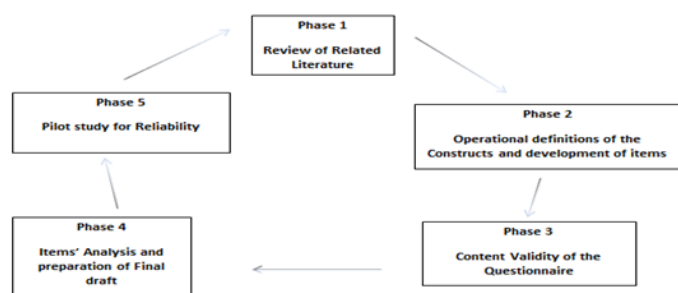 Phase 1
Review of Related
Literature
Phase 2
Operational definitions of the
Constructs and development of items
Phase 3
Content Validity of the
Questionnaire
Phase 4
Items' Analysis and
preparation of Final
draft
Phase 5
Pilot study for Reliability